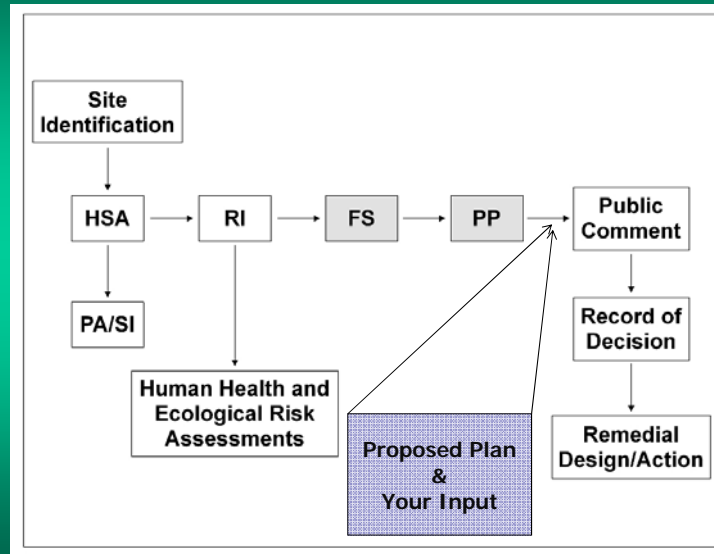 Site
Identification
HSA
RI
FS
PP
Public
Comment
PA/SI
Record of
Decision
Human Health and
Ecological Risk
Assessments
Proposed Plan
&
Your Input
Remedial
Design/Action